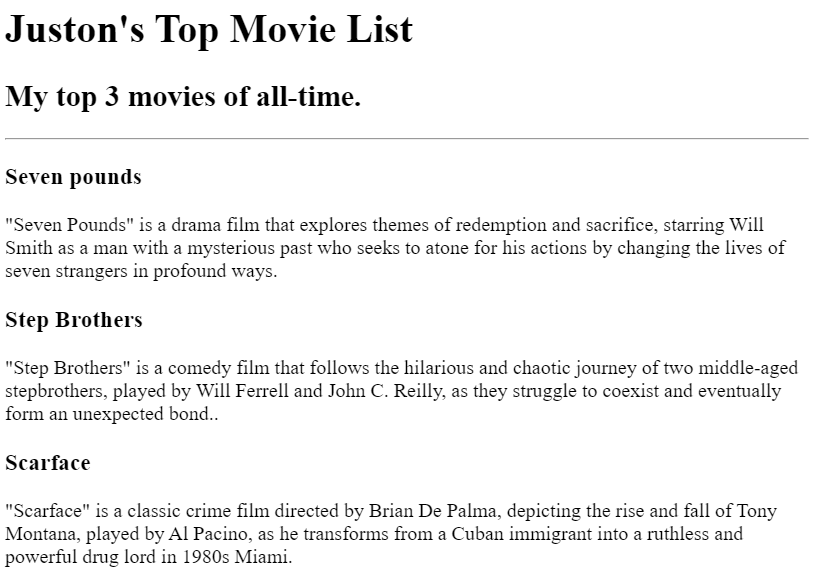 Juston's Top Movie List
My top 3 movies of all-time.
Seven pounds
"Seven Pounds" is a drama film that explores themes of redemption and sacrifice, starring Will
Smith as a man with a mysterious past who seeks to atone for his actions by changing the lives of
seven strangers in profound ways.
Step Brothers
"Step Brothers" is a comedy film that follows the hilarious and chaotic journey of two middle-aged
stepbrothers, played by Will Ferrell and John C. Reilly, as they struggle to coexist and eventually
form an unexpected bond..
Scarface
"Scarface" is a classic crime film directed by Brian De Palma, depicting the rise and fall of Tony
Montana, played by Al Pacino, as he transforms from a Cuban immigrant into a ruthless and
powerful drug lord in 1980s Miami.